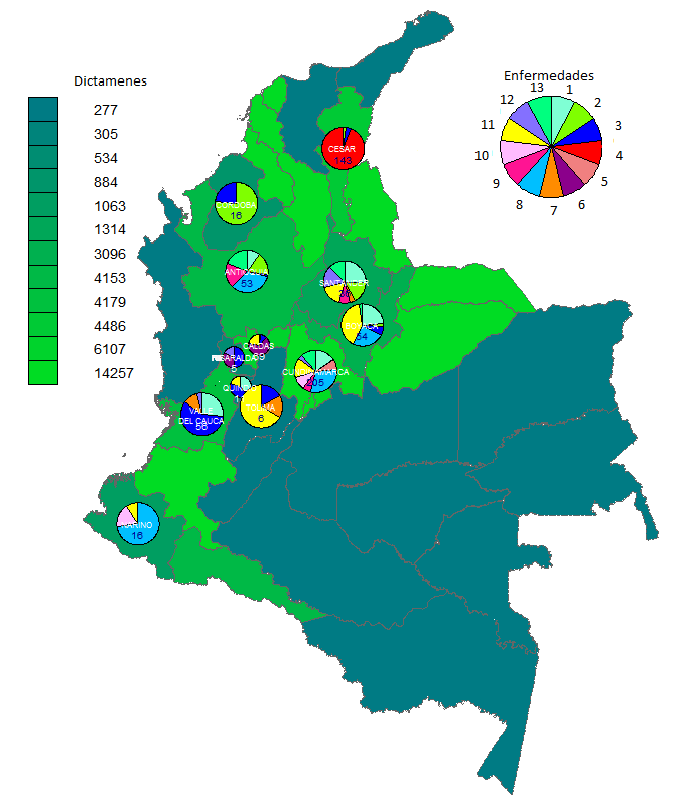 Dictamenes
277
305
534
884
1063
1314
3096
4153
4179
4486
6107
14257
Enfermedades
13 1
12 2
11 3
10 4
9 5
8 7 6
CESAR
143
CORDOBA
16
ANTIOQUIA
53
SANTANDER
BOYACA
54
CALDAS
69
RISARALDA
5
CUNDINAMARCA
205
QUINDIO
TOLIMA
6
VALLE
DEL CAUCA
56
NARINO
16